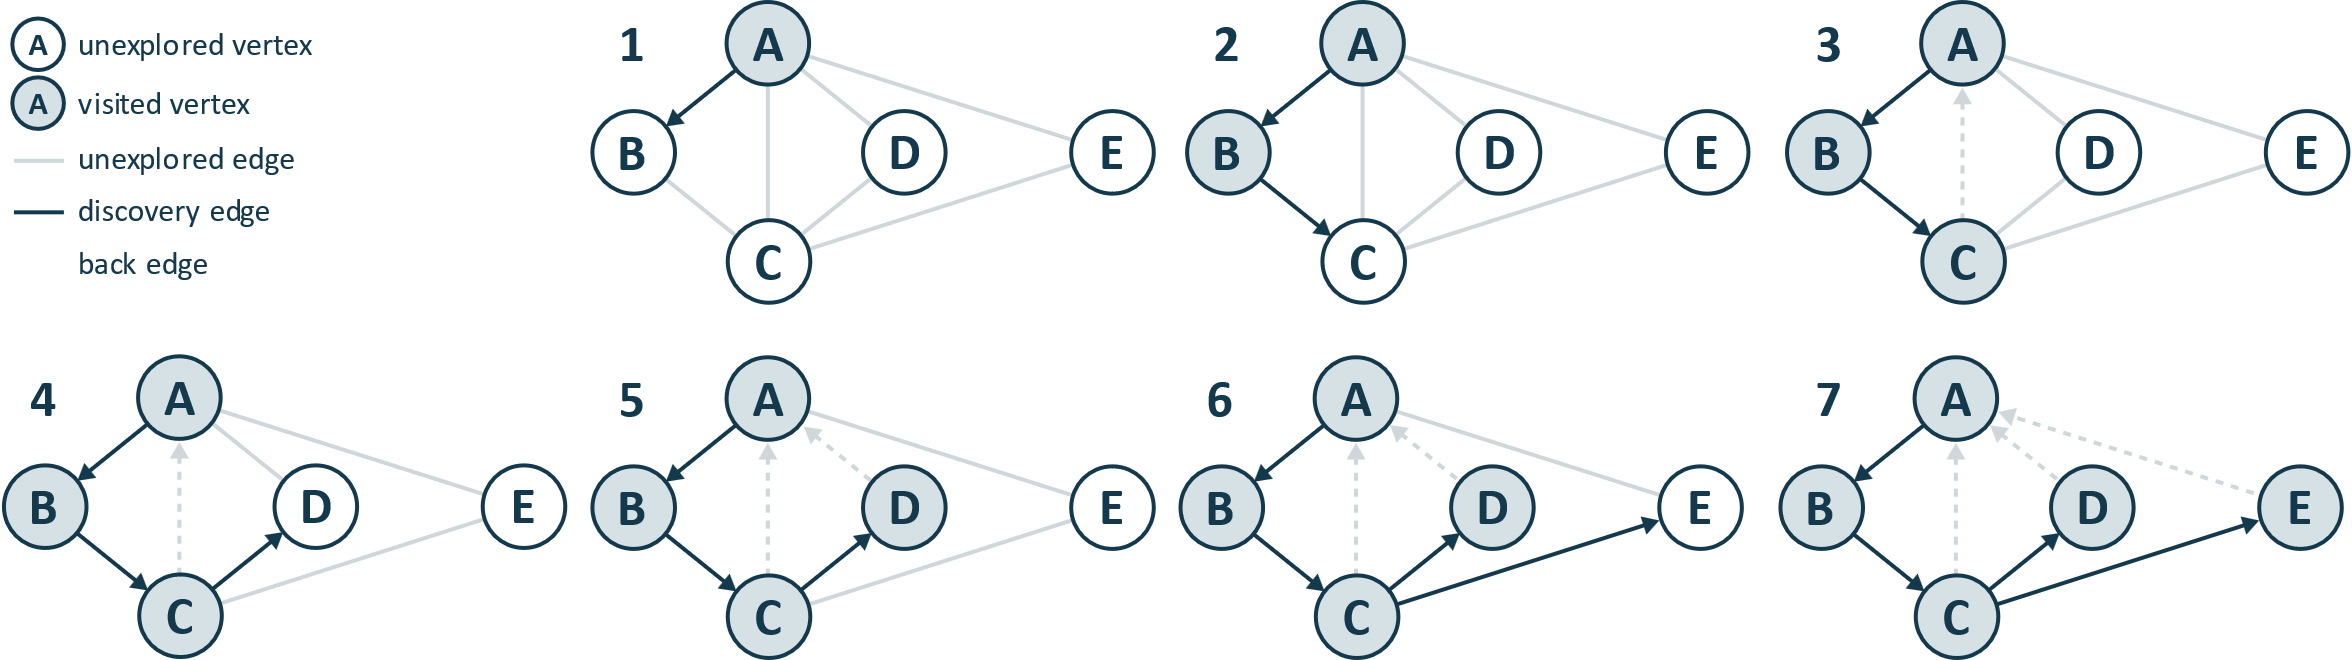 A unexplored vertex
A visited vertex
unexplored edge
discovery edge
back edge
1
A
B
D
E
C
2
A
B
D
E
C
3
A
B
D
E
C
4
A
B
D
E
C
5
A
B
D
E
C
6
A
B
D
E
C
7
A
B
D
E
C